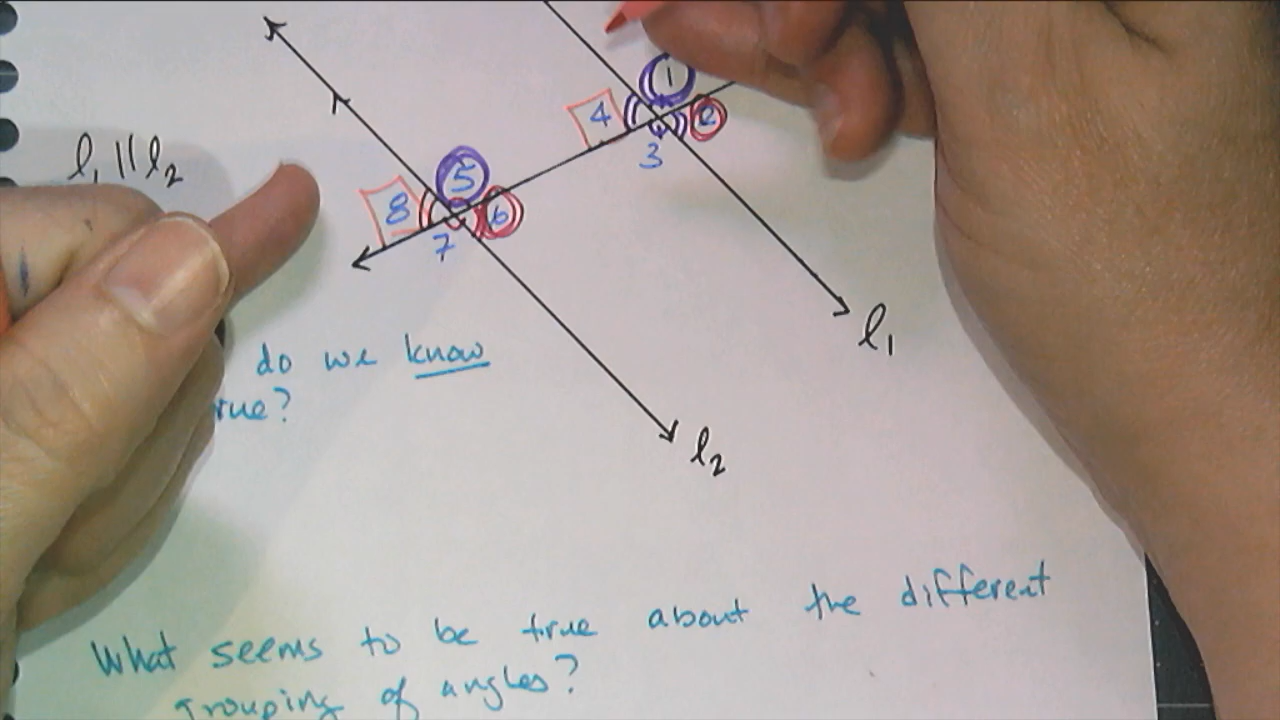 1
4 2
3
l1 || l2
5
8 6
7
l1
do we know
rue?
l2
What seems to be true about the different
grouping of angles?